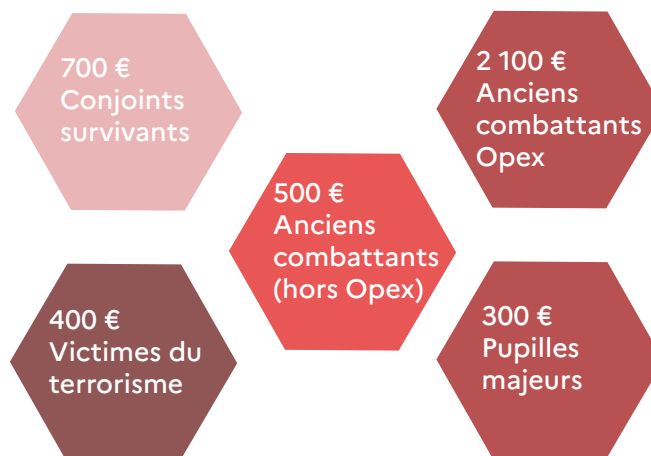 700 €
Conjoints
survivants
2 100 €
Anciens
combattants
Opex
500 €
Anciens
combattants
(hors Opex)
400 €
Victimes du
terrorisme
300 €
Pupilles
majeurs